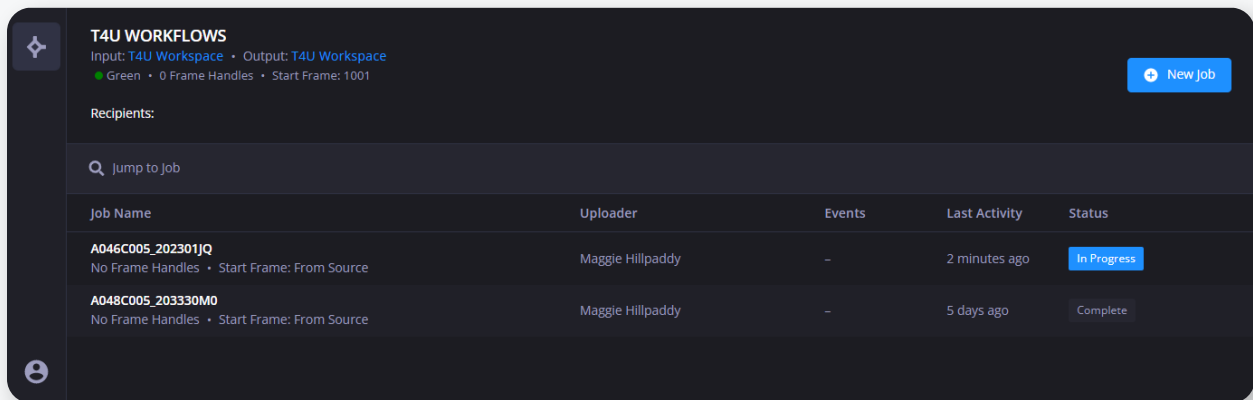 T4U WORKFLOWS
Input: T4U Workspace • Output: T4U Workspace
Green • 0 Frame Handles • Start Frame: 1001
New Job
Recipients:
Jump to Job
Job Name Uploader Events Last Activity Status
A046C005_202301JQ
No Frame Handles • Start Frame: From Source
Maggie Hillpaddy – 2 minutes ago In Progress
A048C005_203330M0
No Frame Handles • Start Frame: From Source
Maggie Hillpaddy – 5 days ago Complete